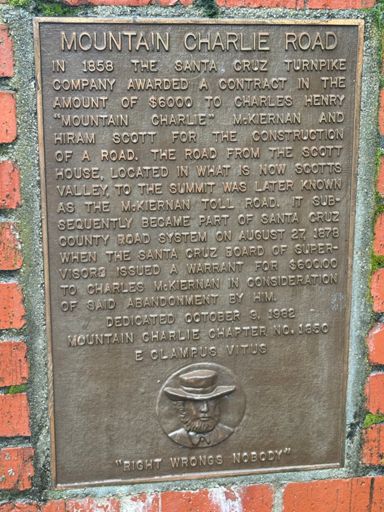 MOUNTAIN CHARLIE ROAD
IN 1858 THE SANTA CRUZ TURNPIKE
COMPANY AWARDED A CONTRACT IN THE
AMOUNT OF $6000 TO CHARLES HENRY
"MOUNTAIN CHARLIE" McKIERNAN AND
HIRAM SCOTT FOR THE CONSTRUCTION
OF A ROAD. THE ROAD FROM THE SCOTT
HOUSE, LOCATED IN WHAT IS NOW SCOTTS
VALLEY, TO THE SUMMIT WAS LATER KNOWN
AS THE McKIERNAN TOLL ROAD. IT SUB-
SEQUENTLY BECAME PART OF SANTA CRUZ
COUNTY ROAD SYSTEM ON AUGUST 27, 1878
WHEN THE SANTA CRUZ BOARD OF SUPER-
VISORS ISSUED A WARRANT FOR $600.00
TO CHARLES McKIERNAN IN CONSIDERATION
OF SAID ABANDONMENT BY HIM.
DEDICATED OCTOBER 9, 1982
MOUNTAIN CHARLIE CHAPTER NO. 1850
E CLAMPUS VITUS
"RIGHT WRONGS NOBODY"